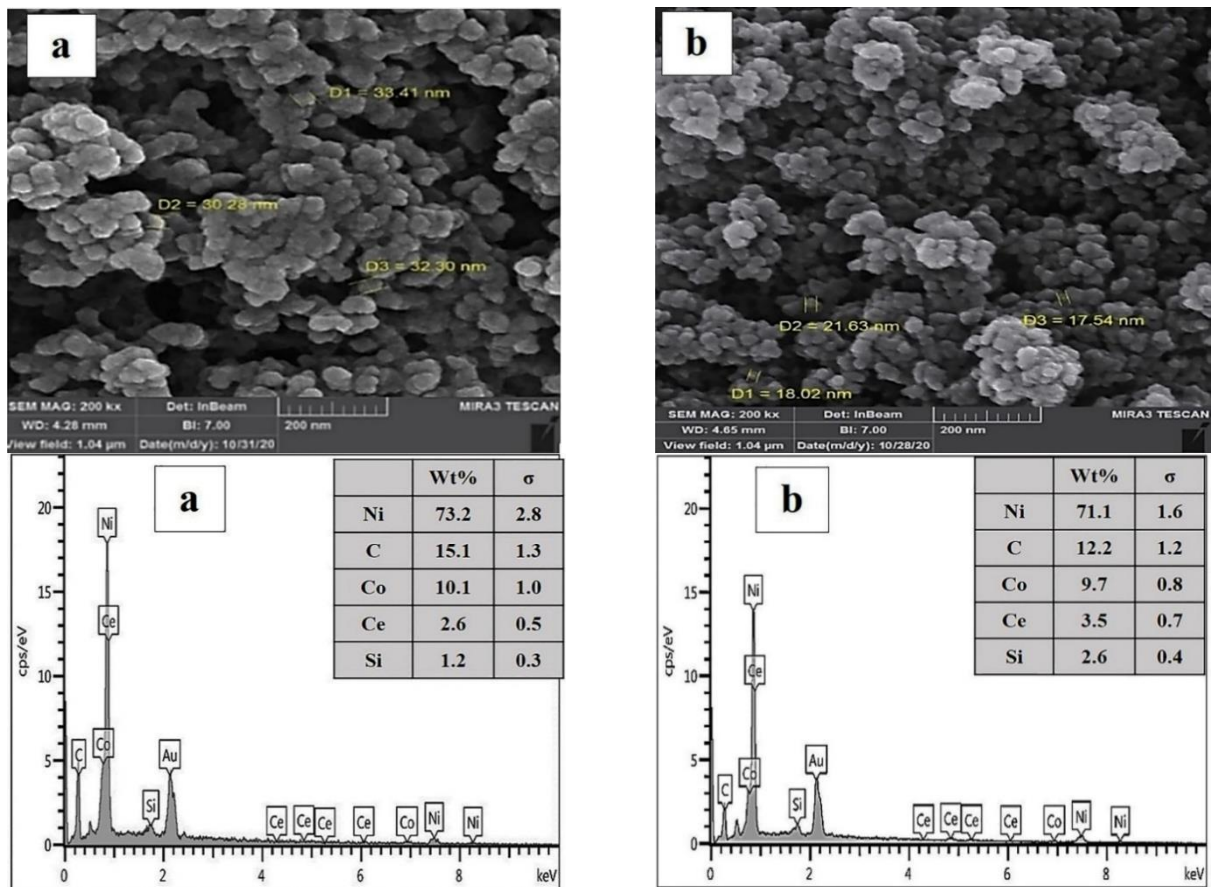 a
D1 = 33.41 nm
D2 = 30.28 nm
D3 = 32.30 nm
SEM MAG: 200 kx Det: InBeam MIRA3 TESCAN
WD: 4.28 mm BI: 7.00 200 nm
View field: 1.04 µm Date(m/d/y): 10/31/20
b
D2 = 21.63 nm
D3 = 17.54 nm
D1 = 18.02 nm
SEM MAG: 200 kx Det: InBeam MIRA3 TESCAN
WD: 4.65 mm BI: 7.00 200 nm
View field: 1.04 µm Date(m/d/y): 10/28/20
a
Wt% σ
Ni 73.2 2.8
C 15.1 1.3
Co 10.1 1.0
Ce 2.6 0.5
Si 1.2 0.3
cps/eV
20
15
10
5
0
Ni
Ce
C Co Au
Si
Ce Ce Ce Ce Co Ni Ni
0 2 4 6 8 keV
b
Wt% σ
Ni 71.1 1.6
C 12.2 1.2
Co 9.7 0.8
Ce 3.5 0.7
Si 2.6 0.4
cps/eV
20
15
10
5
0
Ni
Ce
Co Au
C Si
Ce Ce Ce Ce Co Ni Ni
0 2 4 6 8 keV